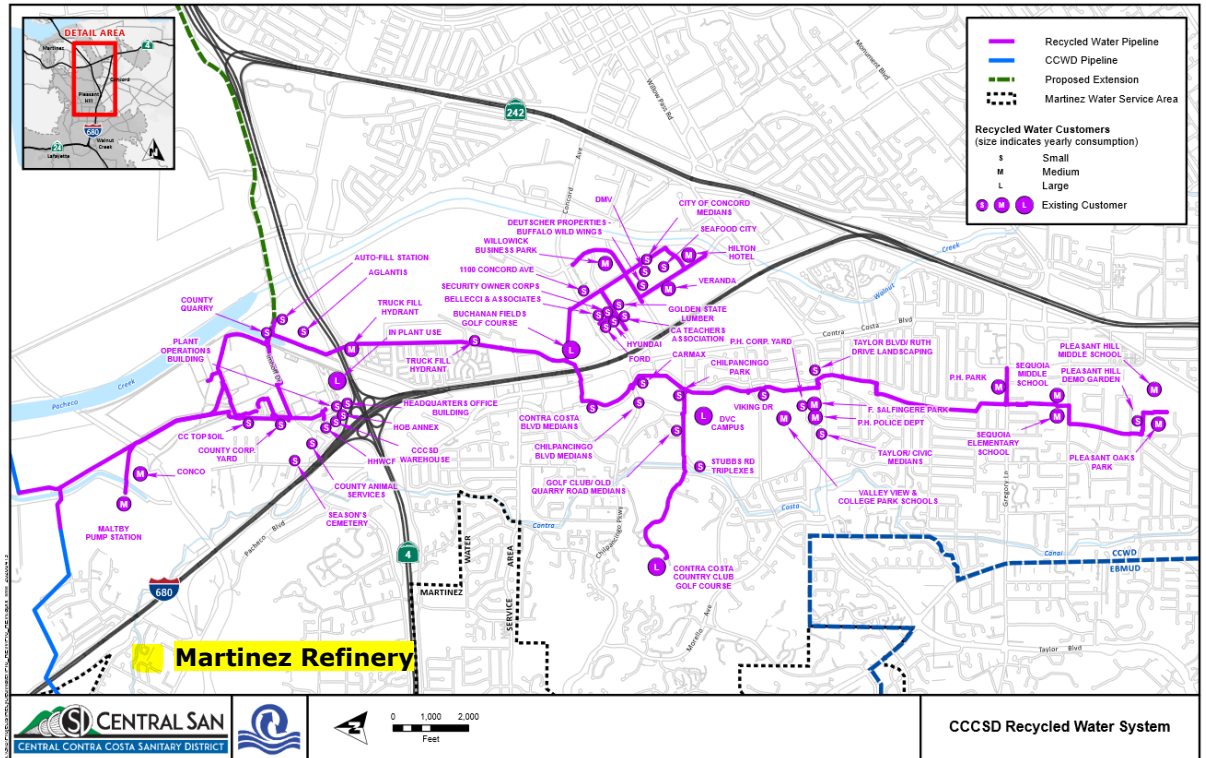 DETAIL AREA
Martinez
4
Concord
Pleasant
Hill
680
Walnut
Creek
24
Lafayette
Recycled Water Pipeline
CCWD Pipeline
Proposed Extension
Martinez Water Service Area
Recycled Water Customers
(size indicates yearly consumption)
S Small
M Medium
L Large
S M L Existing Customer
Monument Blvd
Willow Pass Rd
242
Concord Ave
Creek
Walnut
DMV
CITY OF CONCORD
MEDIANS
DEUTSCHER PROPERTIES -
BUFFALO WILD WINGS
SEAFOOD CITY
WILLOWICK
BUSINESS PARK
HILTON
HOTEL
1100 CONCORD AVE
VERANDA
SECURITY OWNER CORPS
BELLECI & ASSOCIATES
GOLDEN STATE
LUMBER
BUCHANAN FIELDS
GOLF COURSE
CA TEACHERS
ASSOCIATION
HYUNDAI
FORD
CARMAX
AUTO-FILL STATION
AGLANTIS
COUNTY
QUARRY
TRUCK FILL
HYDRANT
IN PLANT USE
PLANT
OPERATIONS
BUILDING
TRUCK FILL
HYDRANT
Pacheco
Creek
HEADQUARTERS OFFICE
BUILDING
HOB ANNEX
CC TOPSOIL
COUNTY CORP.
YARD
CCCSD
WAREHOUSE
HHWCF
CONCO
COUNTY ANIMAL
SERVICES
SEASON'S
CEMETERY
MALTBY
PUMP STATION
Pacheco Blvd
680
4
CHILPANCINGO
PARK
P.H. CORP. YARD
Contra Costa Blvd
TAYLOR BLVD/ RUTH
DRIVE LANDSCAPING
P.H. PARK
SEQUOIA
MIDDLE
SCHOOL
PLEASANT HILL
MIDDLE SCHOOL
PLEASANT HILL
DEMO GARDEN
CONTRA COSTA
BLVD MEDIANS
CHILPANCINGO
BLVD MEDIANS
DVC
CAMPUS
VIKING DR
F. SALFINGERE PARK
P.H. POLICE DEPT
TAYLOR/ CIVIC
MEDIANS
SEQUOIA
ELEMENTARY
SCHOOL
PLEASANT OAKS
PARK
GOLF CLUB/ OLD
QUARRY ROAD MEDIANS
STUBBS RD
TRIPLEXES
VALLEY VIEW &
COLLEGE PARK SCHOOLS
Gregory Ln
Contra
Costa
Canal
Chilpancingo Pkwy
CONTRA COSTA
COUNTRY CLUB
GOLF COURSE
CCWD
EBMUD
MARTINEZ
WATER
SERVICE
AREA
Morello Ave
Taylor Blvd
Martinez Refinery
CENTRAL SAN
CENTRAL CONTRA COSTA SANITARY DISTRICT
0 1,000 2,000
Feet
CCCSD Recycled Water System